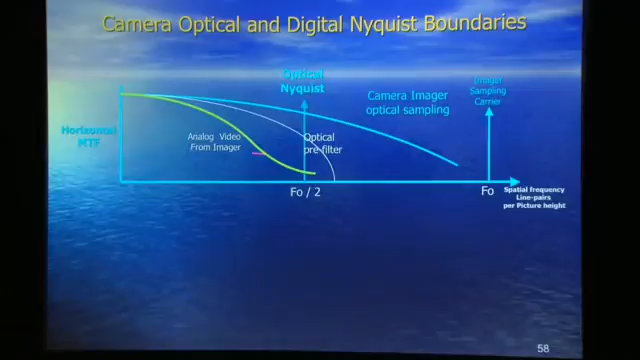 Camera Optical and Digital Nyquist Boundaries
Optical
Nyquist
Imager
Sampling
Carrier
Camera Imager
optical sampling
Horizontal
MTF
Analog Video
From Imager
Optical
pre-filter
Fo / 2
Fo
Spatial frequency
Line-pairs
per Picture height
58